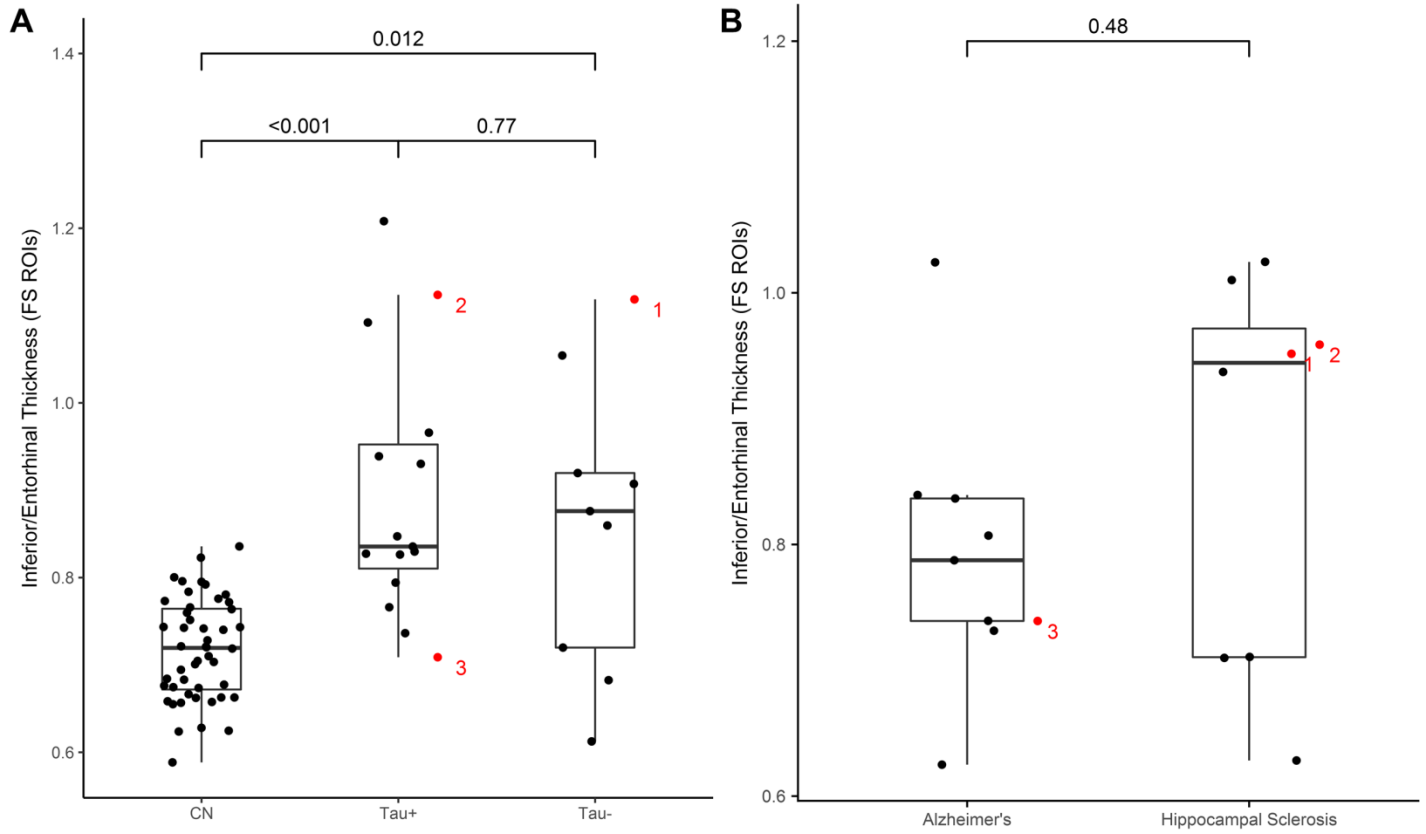 A
0.012
<0.001
0.77
Inferior/Entorhinal Thickness (FS ROIs)
1.4
1.2
1.0
0.8
0.6
2
1
3
CN
Tau+
Tau-
B
0.48
Inferior/Entorhinal Thickness (FS ROIs)
1.2
1.0
0.8
0.6
1
2
3
Alzheimer's
Hippocampal Sclerosis